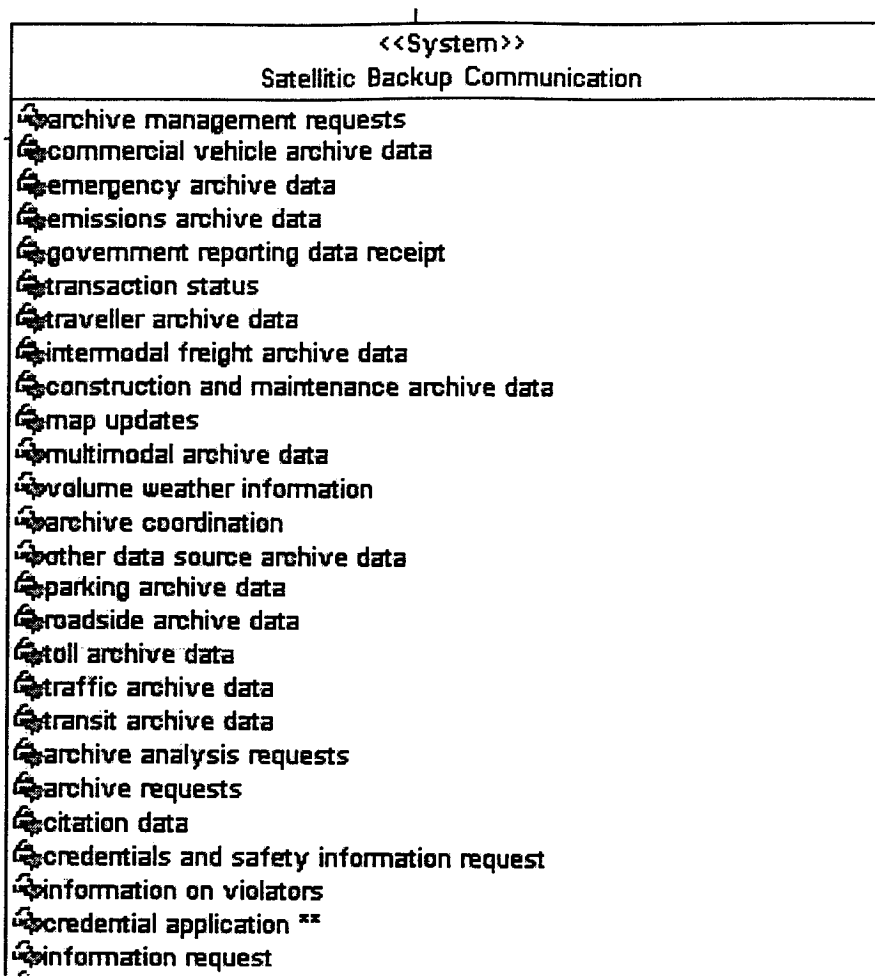 <<System>>
Satellitic Backup Communication
archive management requests
commercial vehicle archive data
emergency archive data
emissions archive data
government reporting data receipt
transaction status
traveller archive data
intermodal freight archive data
construction and maintenance archive data
map updates
multimodal archive data
volume weather information
archive coordination
other data source archive data
parking archive data
roadside archive data
toll archive data
traffic archive data
transit archive data
archive analysis requests
archive requests
citation data
credentials and safety information request
information on violators
credential application **
information request